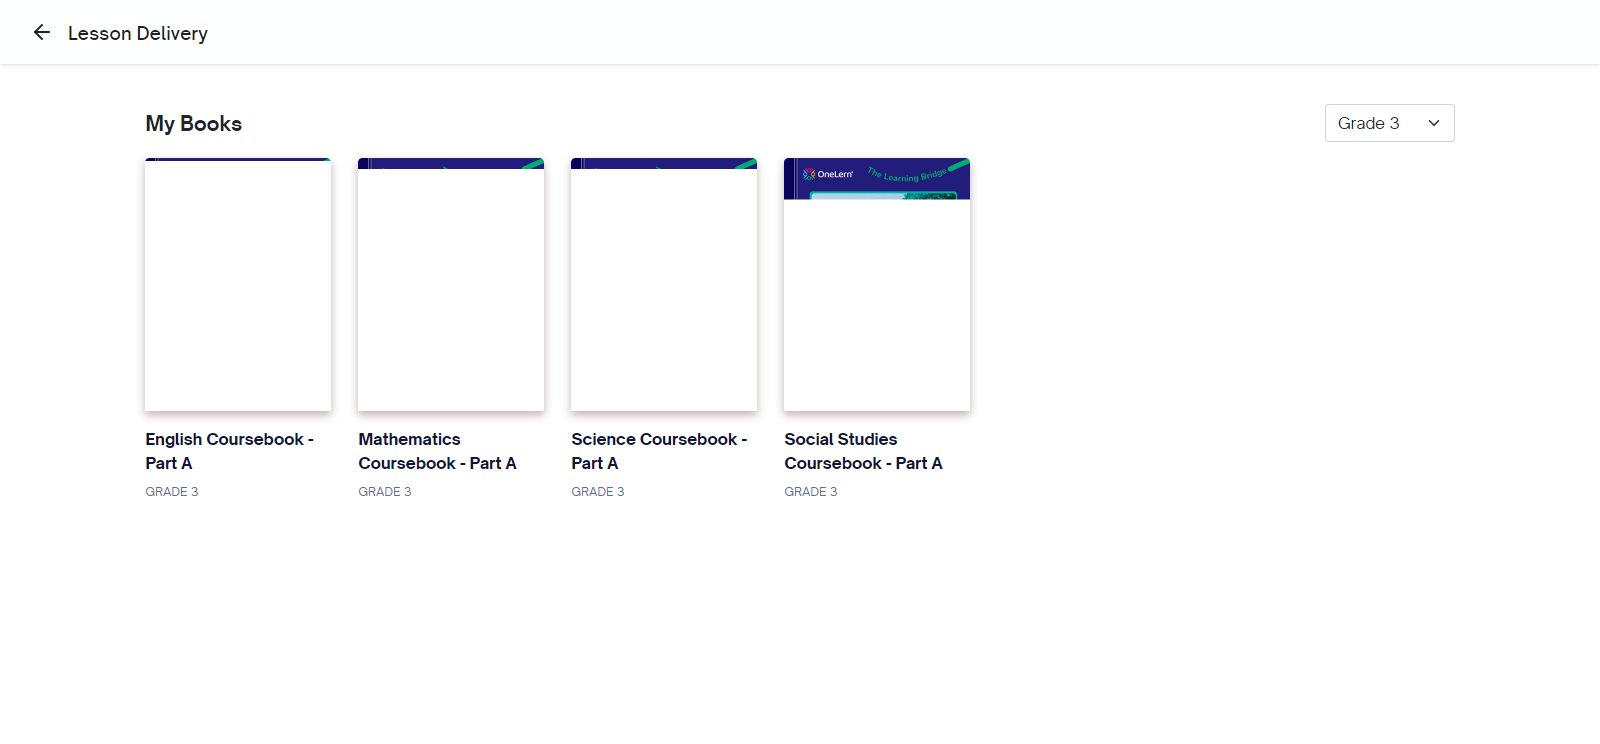 Lesson Delivery
My Books
Grade 3
OneLern
The Learning Bridge
English Coursebook -
Part A
GRADE 3
Mathematics
Coursebook - Part A
GRADE 3
Science Coursebook -
Part A
GRADE 3
Social Studies
Coursebook - Part A
GRADE 3